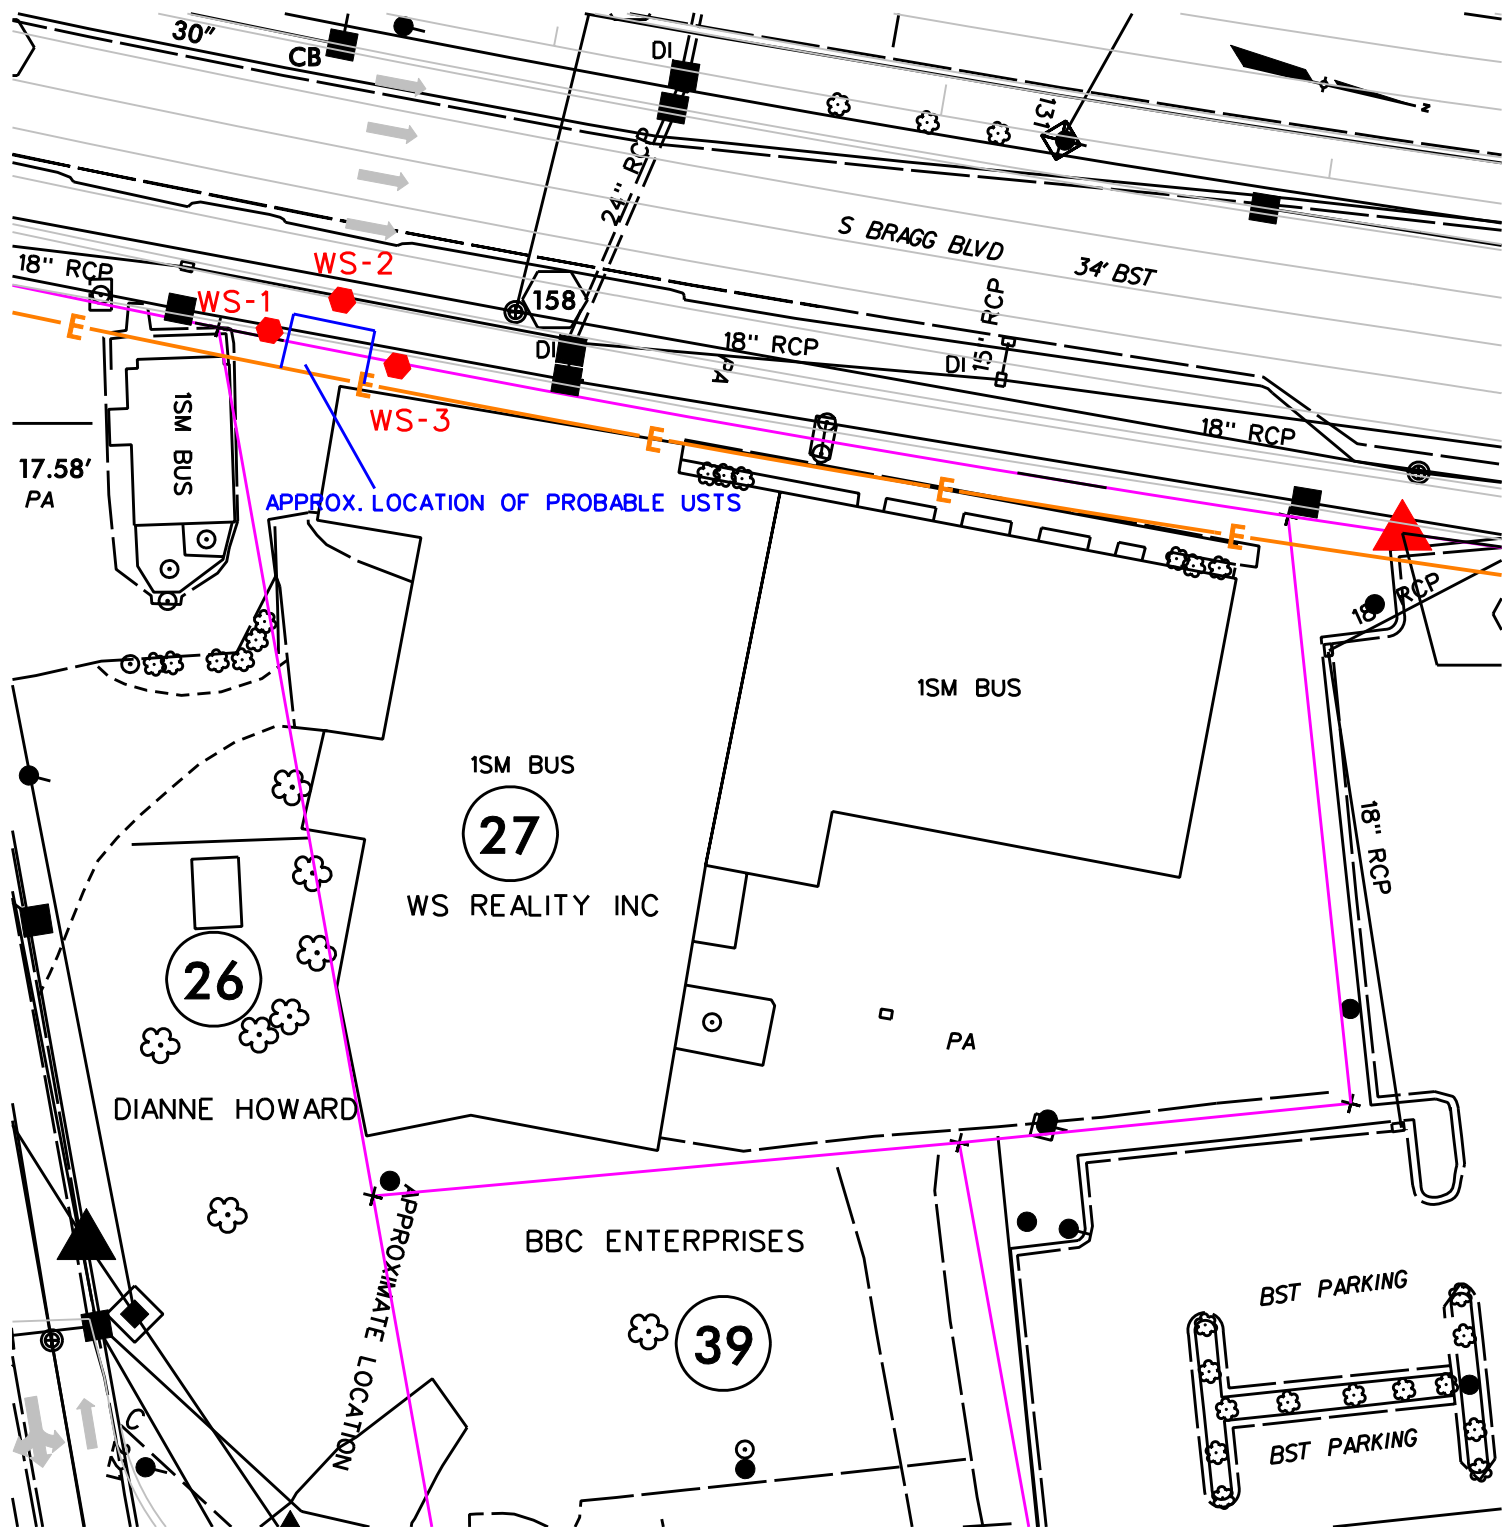 30"
CB
DI
131
N
24" RCP
S BRAGG BLVD
34' BST
18" RCP
WS-2
WS-1
158
15" RCP
18" RCP
DI
DI
PA
E
E
WS-3
E
18" RCP
1SM BUS
17.58'
PA
APPROX. LOCATION OF PROBABLE USTS
E
E
18" RCP
1SM BUS
1SM BUS
27
WS REALITY INC
18" RCP
26
PA
DIANNE HOWARD
APPROXIMATE LOCATION
BBC ENTERPRISES
39
BST PARKING
BST PARKING
C